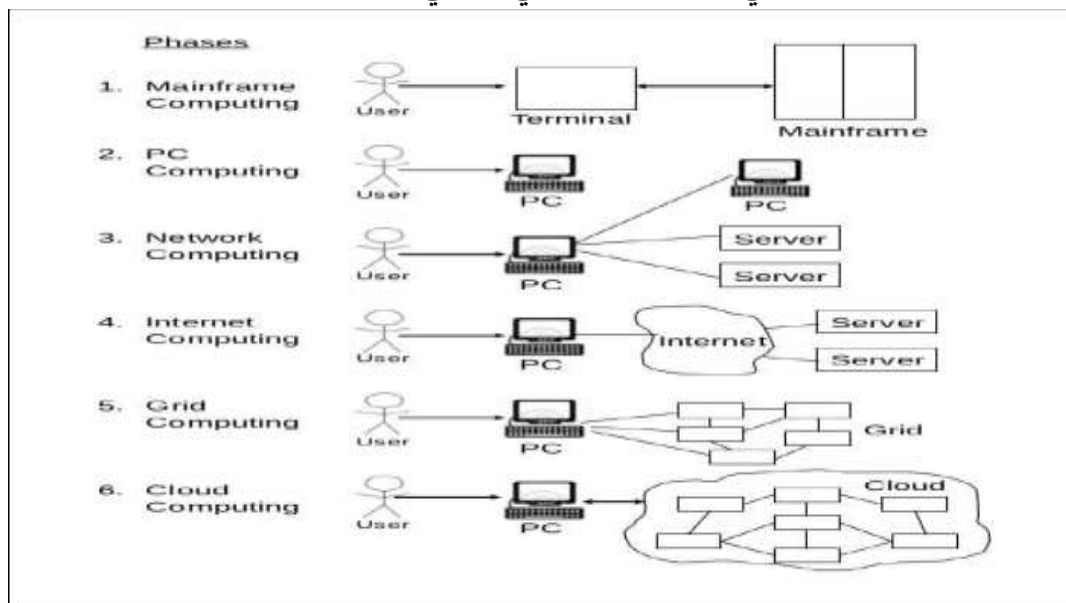 Phases
1. Mainframe
Computing
User
Terminal
Mainframe
2. PC
Computing
User
PC
PC
3. Network
Computing
User
PC
Server
Server
4. Internet
Computing
User
PC
Internet
Server
Server
5. Grid
Computing
User
PC
Grid
6. Cloud
Computing
User
PC
Cloud